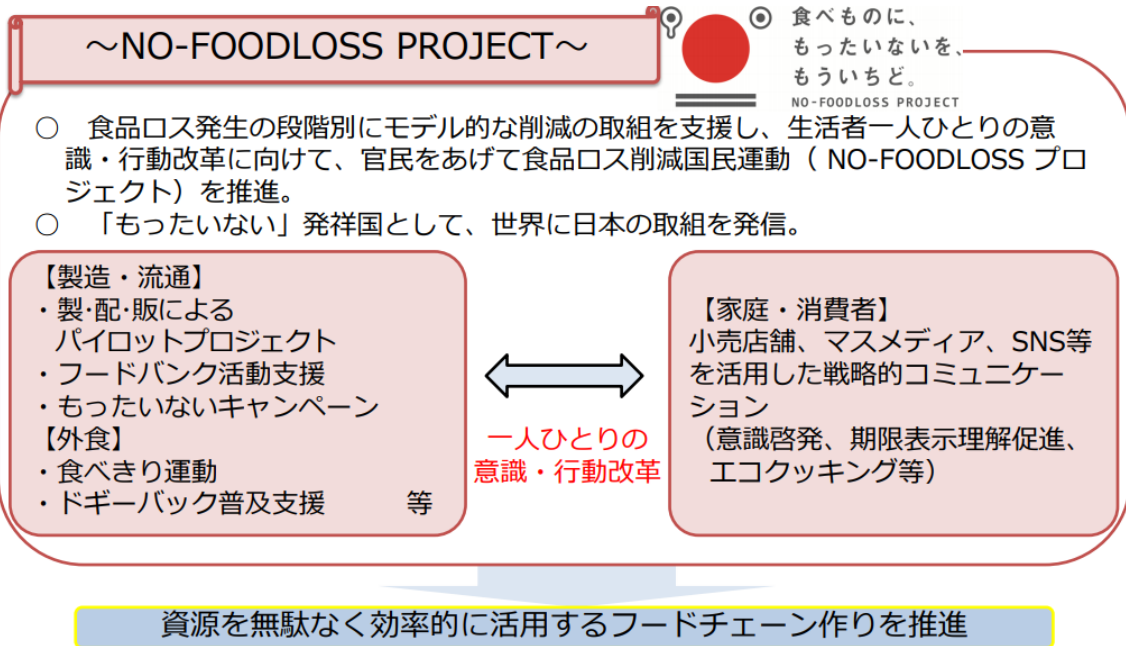 ～NO-FOODLOSS PROJECT～
食べものに、
もったいないを、
もういちど。
NO-FOODLOSS PROJECT
○　食品ロス発生の段階別にモデル的な削減の取組を支援し、生活者一人ひとりの意
識・行動改革に向けて、官民をあげて食品ロス削減国民運動（ NO-FOODLOSS プロ
ジェクト）を推進。
○　「もったいない」発祥国として、世界に日本の取組を発信。
【製造・流通】
・製･配･販による
パイロットプロジェクト
・フードバンク活動支援
・もったいないキャンペーン
【外食】
・食べきり運動
・ドギーバック普及支援　　　等
一人ひとりの
意識・行動改革
【家庭・消費者】
小売店舗、マスメディア、SNS等
を活用した戦略的コミュニケー
ション
（意識啓発、期限表示理解促進、
エコクッキング等）
資源を無駄なく効率的に活用するフードチェーン作りを推進